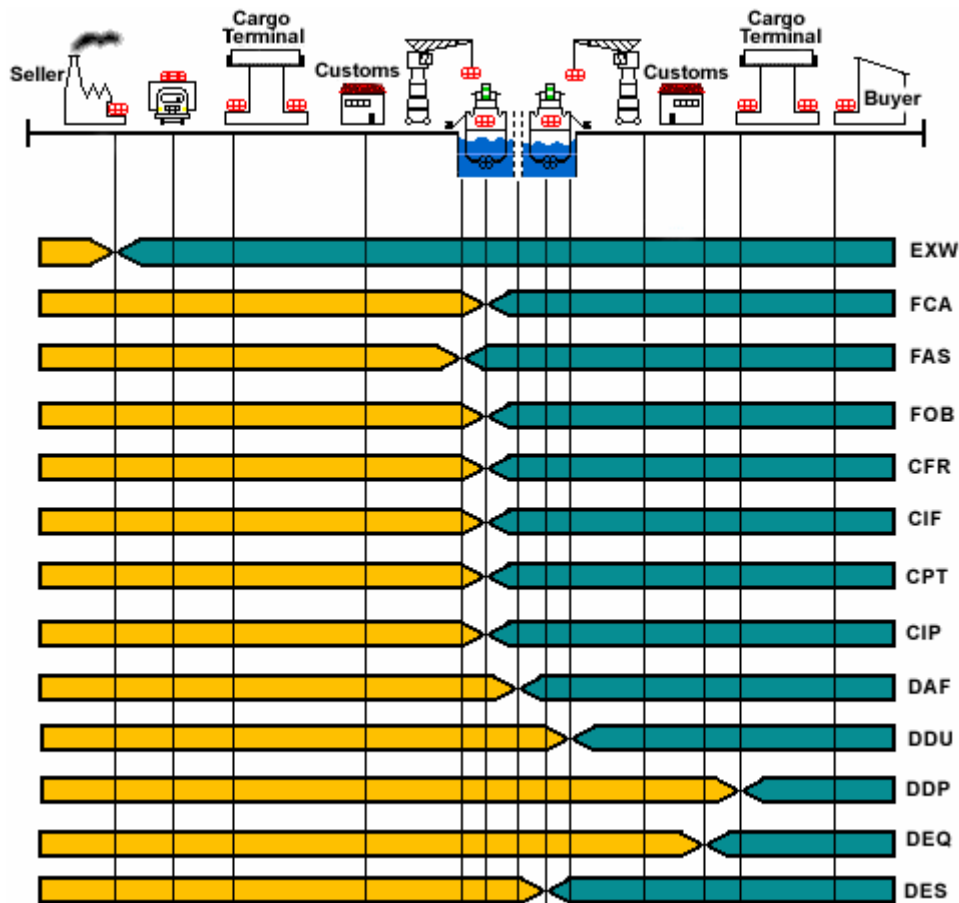 Cargo
Terminal
Cargo
Terminal
Seller
Customs
Customs
Buyer
EXW
FCA
FAS
FOB
CFR
CIF
CPT
CIP
DAF
DDU
DDP
DEQ
DES